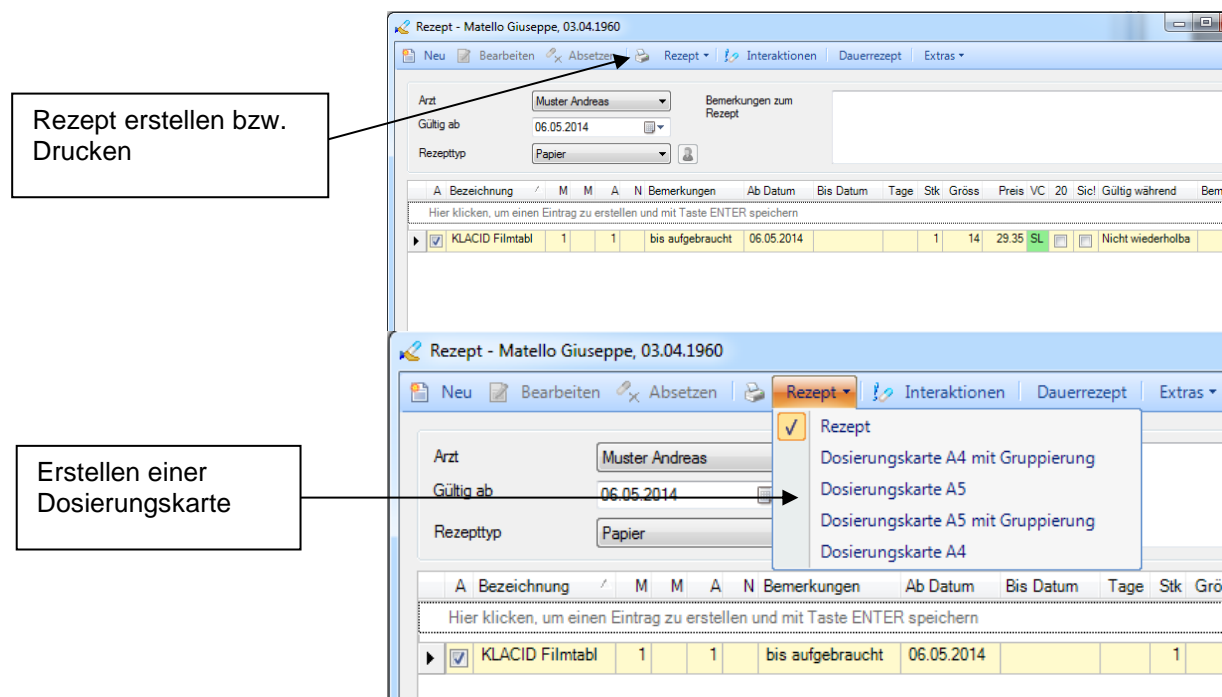 Rezept - Matello Giuseppe, 03.04.1960
Neu Bearbeiten Absetzen Rezept Interaktionen Dauerrezept Extras
Rezept erstellen bzw.
Drucken
Arzt Muster Andreas Bemerkungen zum
Rezept
Gültig ab 06.05.2014
Rezepttyp Papier
A Bezeichnung M M A N Bemerkungen Ab Datum Bis Datum Tage Stk Gröss Preis VC 20 Sic! Gültig während Bem
Hier klicken, um einen Eintrag zu erstellen und mit Taste ENTER speichern
KLACID Filmtabl 1 1 bis aufgebraucht 06.05.2014 1 14 29.35 SL Nicht wiederholba
Rezept - Matello Giuseppe, 03.04.1960
Neu Bearbeiten Absetzen Rezept Interaktionen Dauerrezept Extras
Rezept
Dosierungskarte A4 mit Gruppierung
Dosierungskarte A5
Dosierungskarte A5 mit Gruppierung
Dosierungskarte A4
Erstellen einer
Dosierungskarte
Arzt Muster Andreas
Gültig ab 06.05.2014
Rezepttyp Papier
A Bezeichnung M M A N Bemerkungen Ab Datum Bis Datum Tage Stk Grö
Hier klicken, um einen Eintrag zu erstellen und mit Taste ENTER speichern
KLACID Filmtabl 1 1 bis aufgebraucht 06.05.2014 1